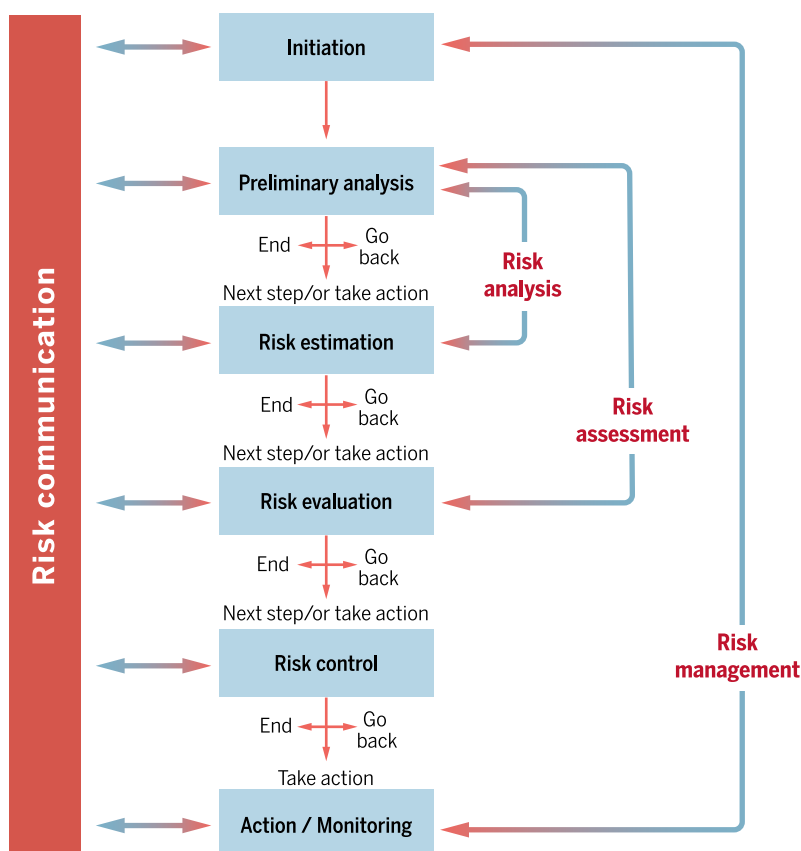 Risk communication
Initiation
Preliminary analysis
End
Go
back
Next step/or take action
Risk
analysis
Risk estimation
End
Go
back
Next step/or take action
Risk
assessment
Risk evaluation
End
Go
back
Next step/or take action
Risk control
Risk
management
End
Go
back
Take action
Action / Monitoring